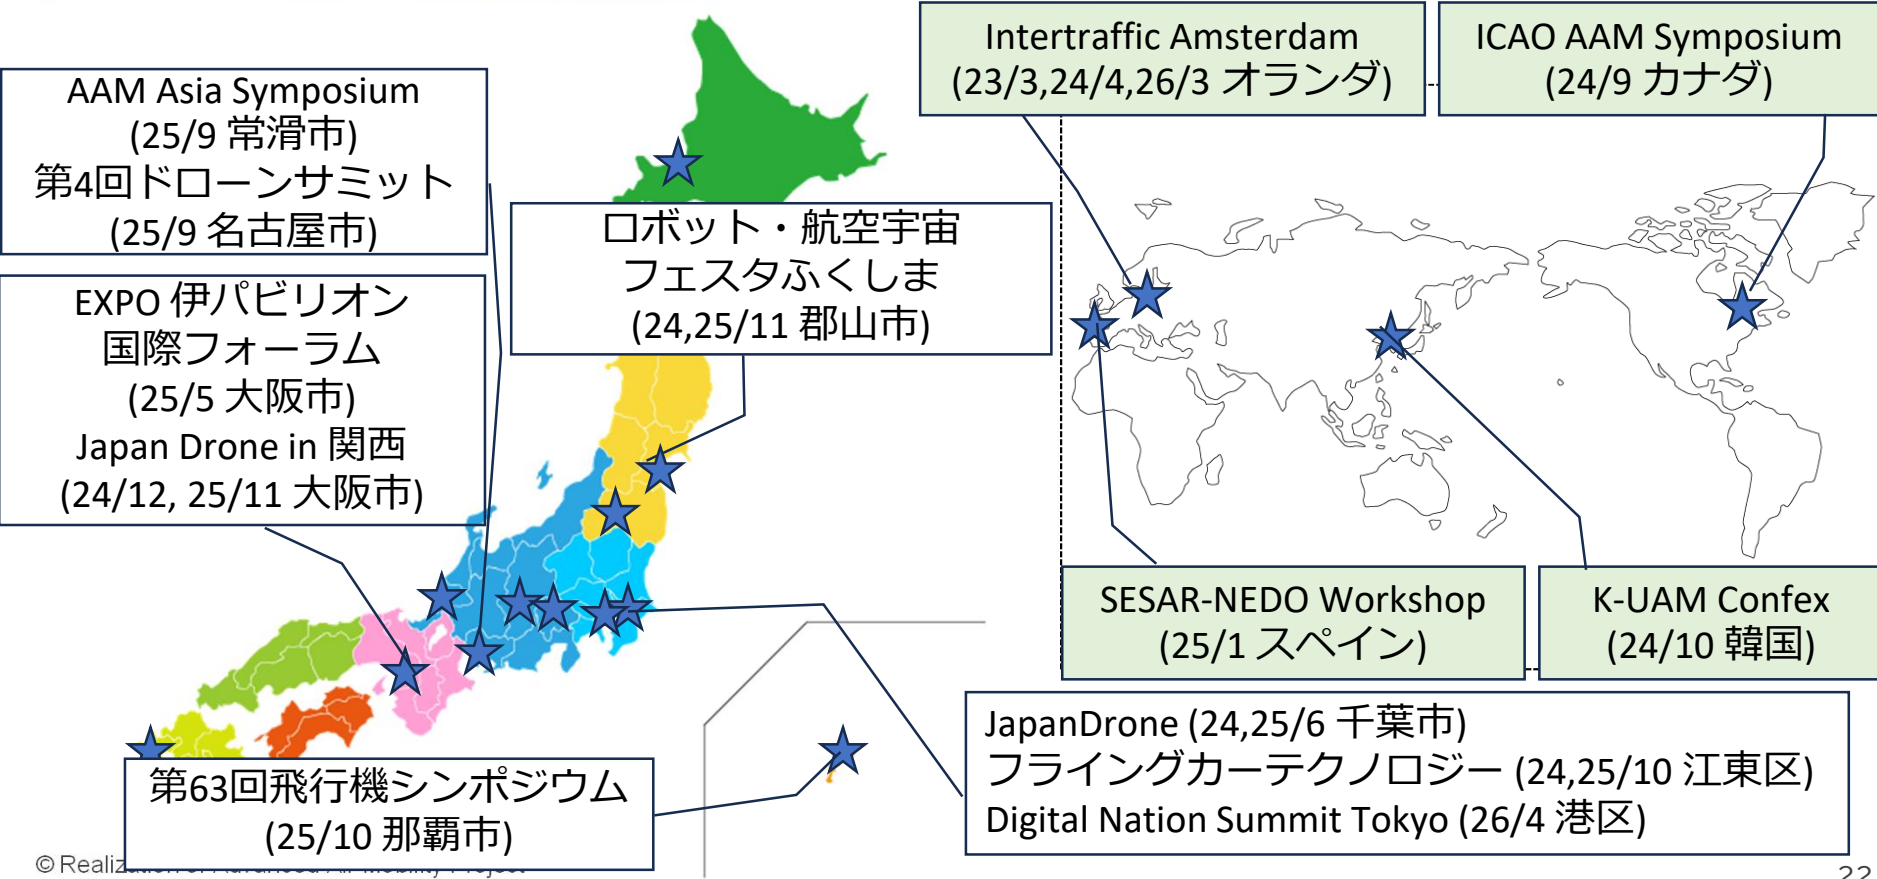 AAM Asia Symposium
(25/9 常滑市)
第4回ドローンサミット
(25/9 名古屋市)
EXPO 伊パビリオン
国際フォーラム
(25/5 大阪市)
Japan Drone in 関西
(24/12, 25/11 大阪市)
ロボット・航空宇宙
フェスタふくしま
(24,25/11 郡山市)
Intertraffic Amsterdam
(23/3,24/4,26/3 オランダ)
ICAO AAM Symposium
(24/9 カナダ)
SESAR-NEDO Workshop
(25/1 スペイン)
K-UAM Confex
(24/10 韓国)
JapanDrone (24,25/6 千葉市)
フライングカーテクノロジー (24,25/10 江東区)
Digital Nation Summit Tokyo (26/4 港区)
第63回飛行機シンポジウム
(25/10 那覇市)
© Realization of Advanced Air Mobility Project
22